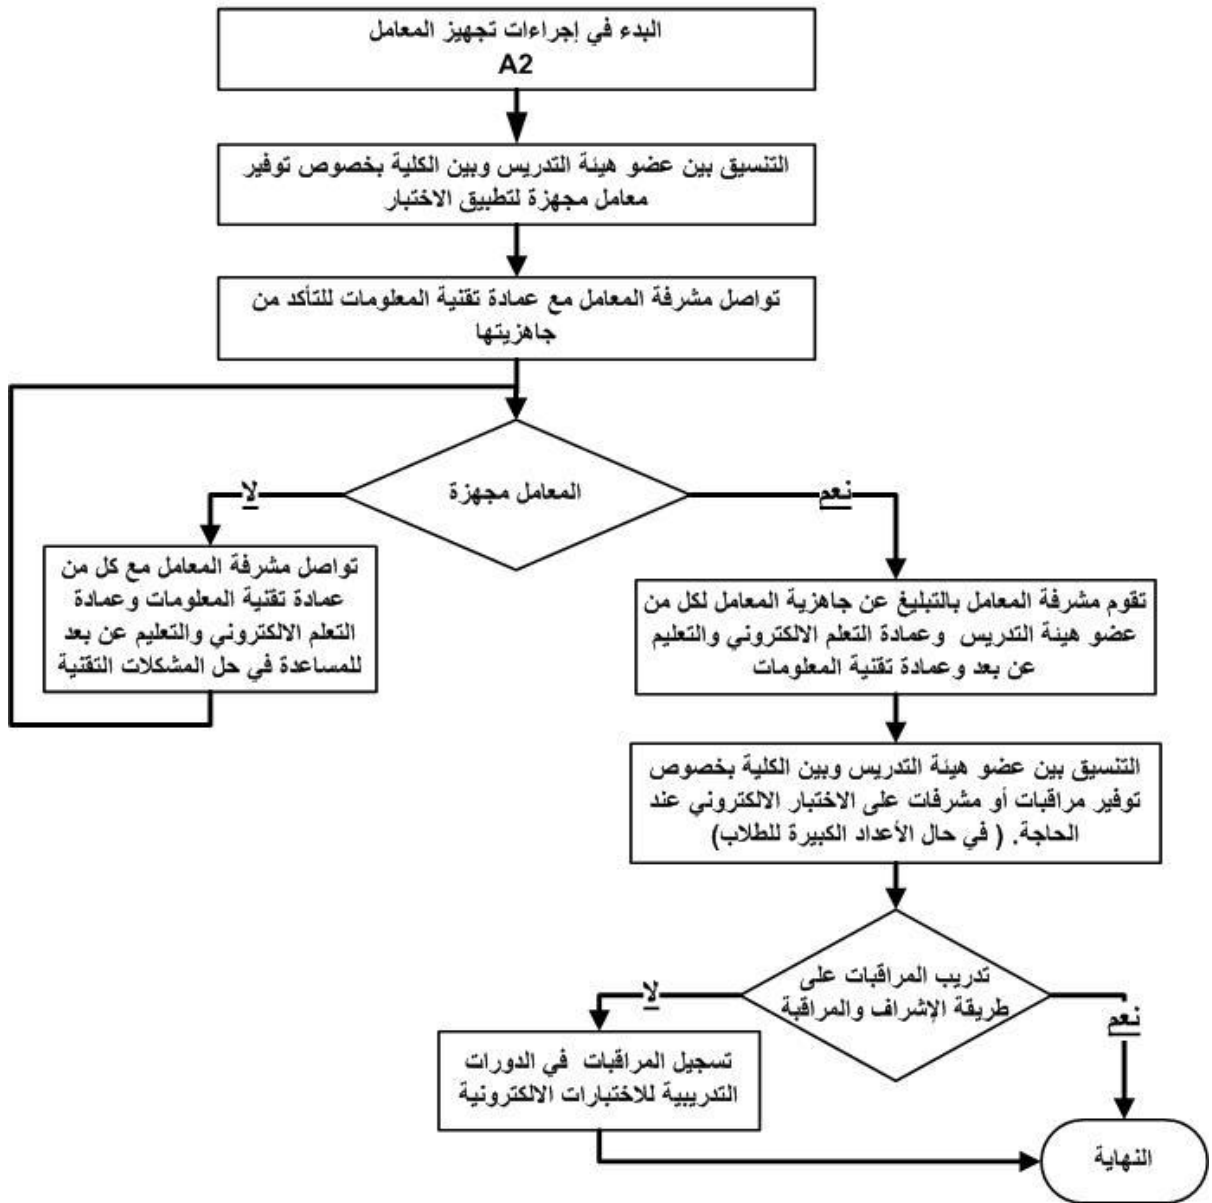 البدء في إجراءات تجهيز المعامل
A2
التنسيق بين عضو هيئة التدريس وبين الكلية بخصوص توفير
معامل مجهزة لتطبيق الاختبار
تواصل مشرفة المعامل مع عمادة تقنية المعلومات للتأكد من
جاهزيتها
المعامل مجهزة
نعم
لا
تواصل مشرفة المعامل مع كل من
عمادة تقنية المعلومات وعمادة
التعلم الالكتروني والتعليم عن بعد
للمساعدة في حل المشكلات التقنية
تقوم مشرفة المعامل بالتبليغ عن جاهزية المعامل لكل من
عضو هيئة التدريس وعمادة التعلم الالكتروني والتعليم
عن بعد وعمادة تقنية المعلومات
التنسيق بين عضو هيئة التدريس وبين الكلية بخصوص
توفير مراقبات أو مشرفات على الاختبار الالكتروني عند
الحاجة. ( في حال الأعداد الكبيرة للطلاب)
تدريب المراقبات على
طريقة الإشراف والمراقبة
نعم
لا
تسجيل المراقبات في الدورات
التدريبية للاختبارات الالكترونية
النهاية